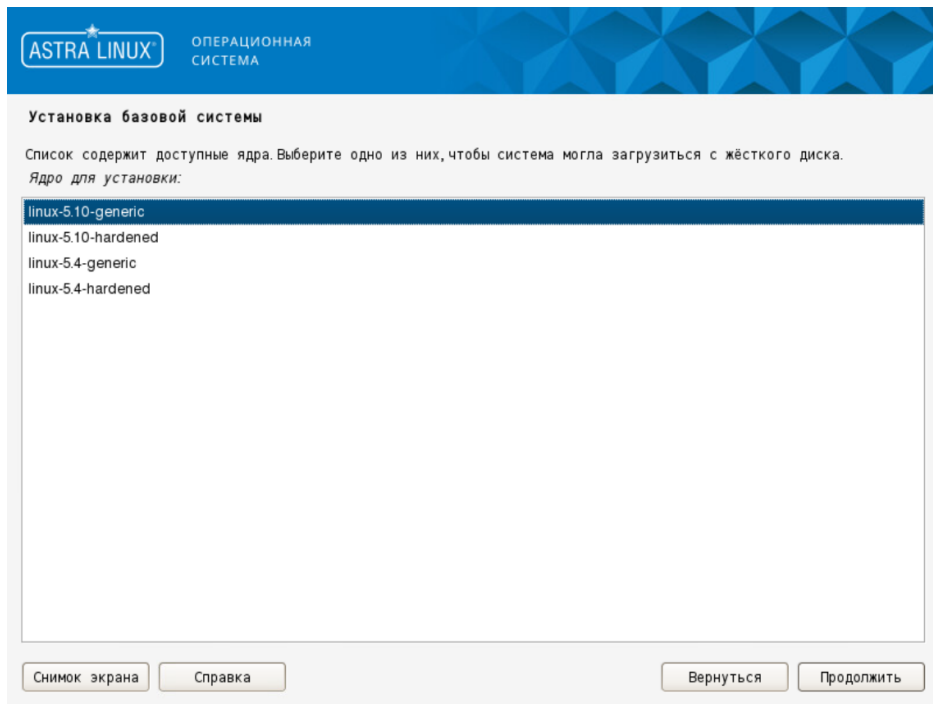 ASTRA LINUX®
ОПЕРАЦИОННАЯ
СИСТЕМА
Установка базовой системы
Список содержит доступные ядра. Выберите одно из них, чтобы система могла загрузиться с жёсткого диска.
Ядро для установки:
linux-5.10-generic
linux-5.10-hardened
linux-5.4-generic
linux-5.4-hardened
Снимок экрана
Справка
Вернуться
Продолжить